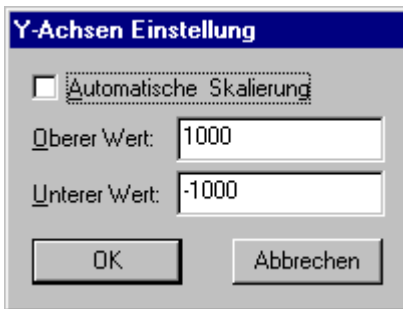 Y-Achsen Einstellung
Automatische Skalierung
Oberer Wert: 1000
Unterer Wert: -1000
OK Abbrechen